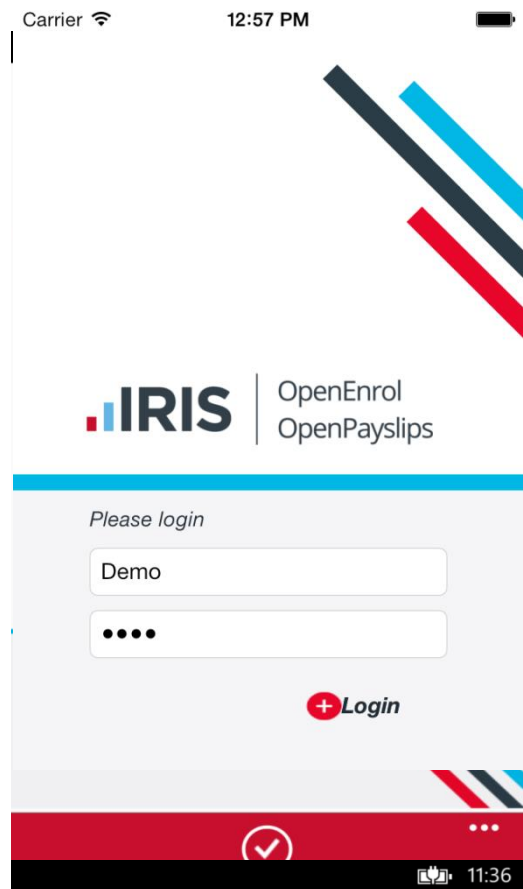 Carrier 12:57 PM
IRIS
OpenEnrol
OpenPayslips
Please login
Demo
••••
Login
•••
11:36